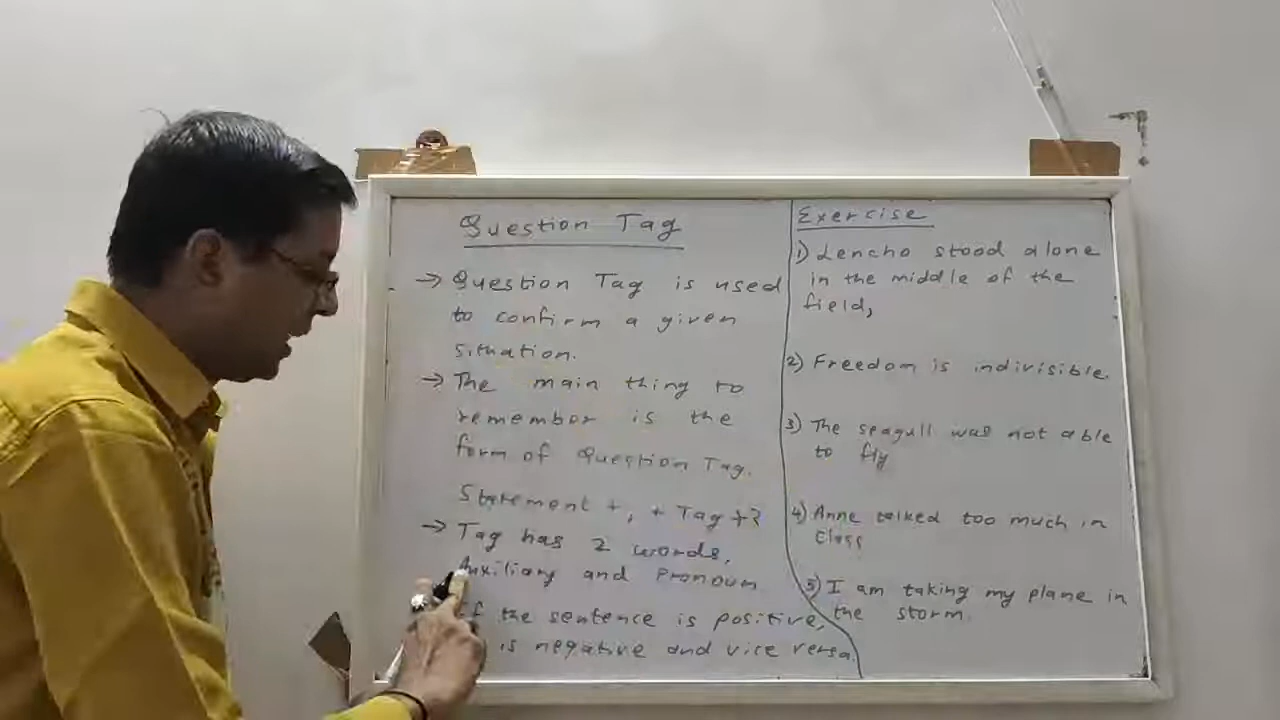 Question Tag
→ Question Tag is used
to confirm a given
situation.
→ The main thing to
remember is the
form of Question Tag.
Statement + , + Tag + ?
→ Tag has 2 words,
Auxiliary and Pronoun
If the sentence is positive,
is negative and vice versa.
Exercise
1) Lencho stood alone
in the middle of the
field,
2) Freedom is indivisible.
3) The seagull was not able
to fly
4) Anne talked too much in
Class
5) I am taking my plane in
the storm.